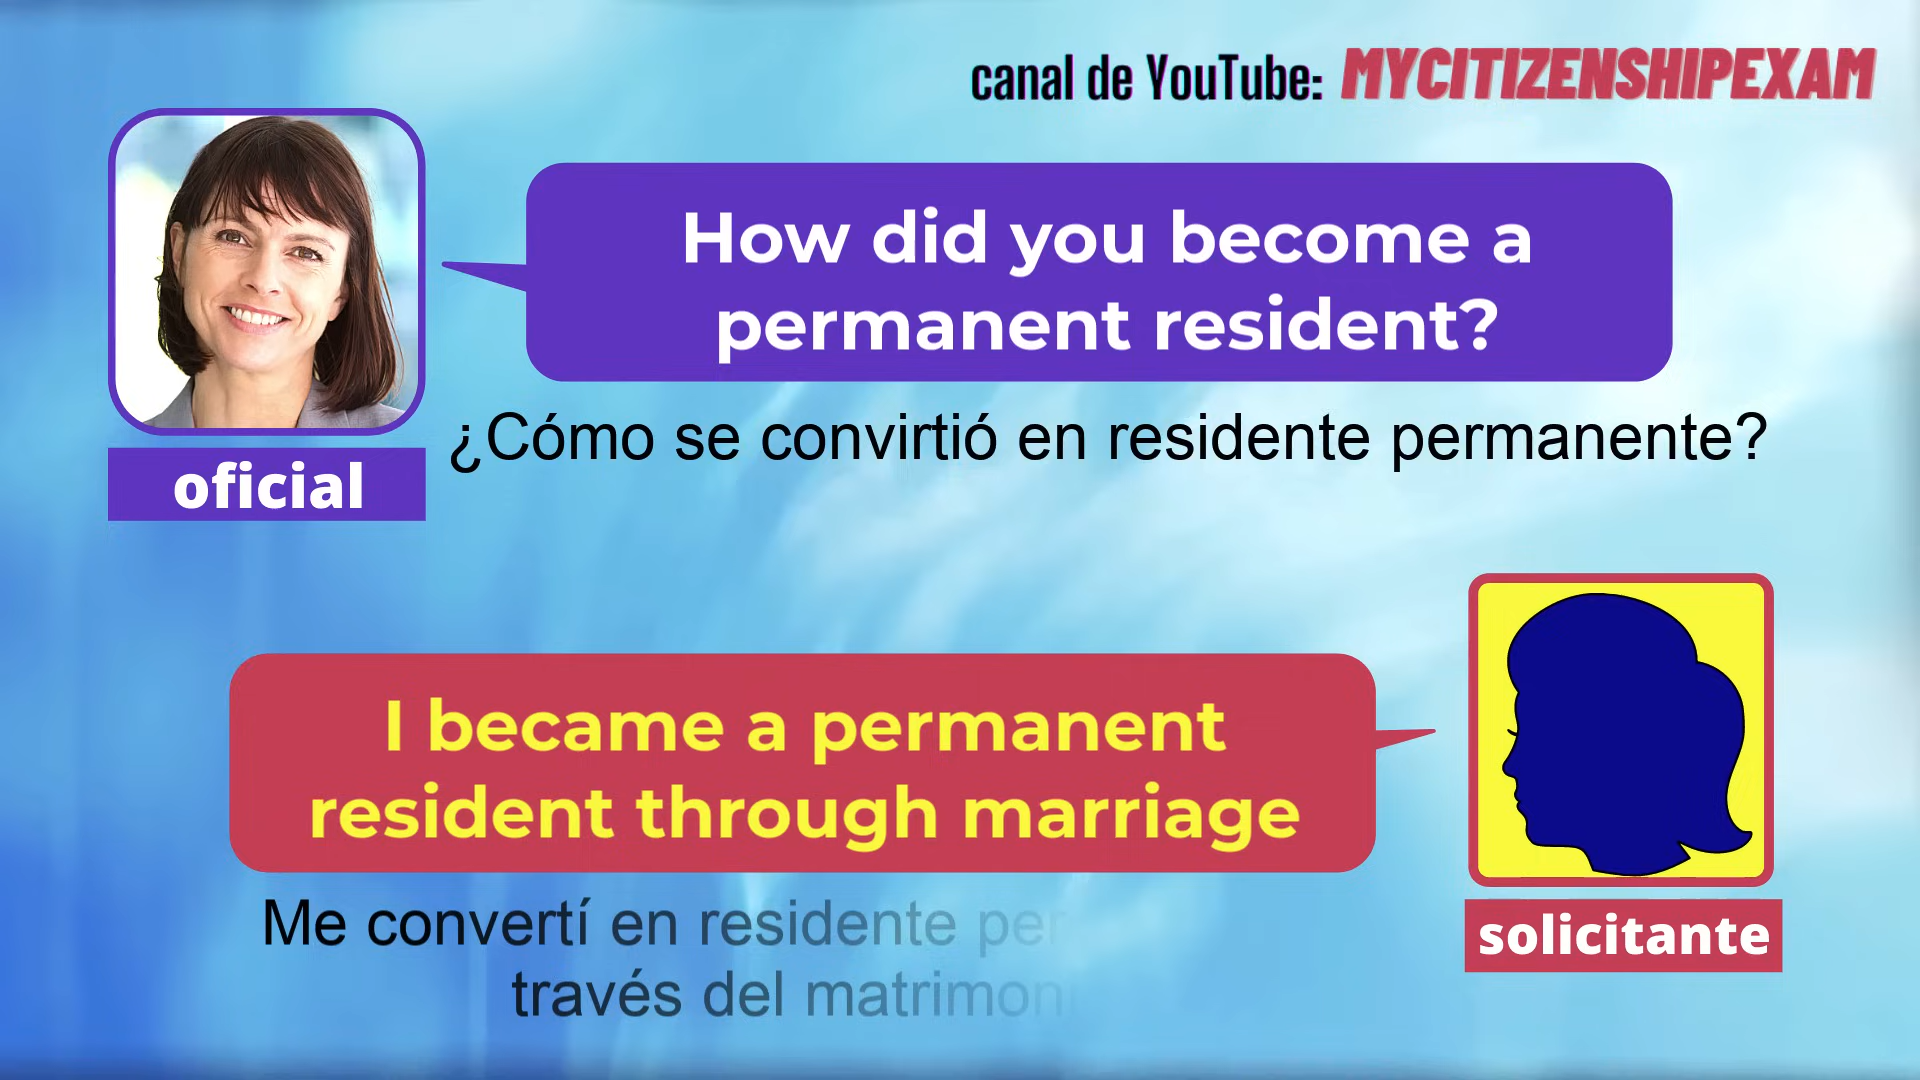 canal de YouTube: MYCITIZENSHIPEXAM
How did you become a
permanent resident?
¿Cómo se convirtió en residente permanente?
oficial
I became a permanent
resident through marriage
Me convertí en residente
través del
solicitante